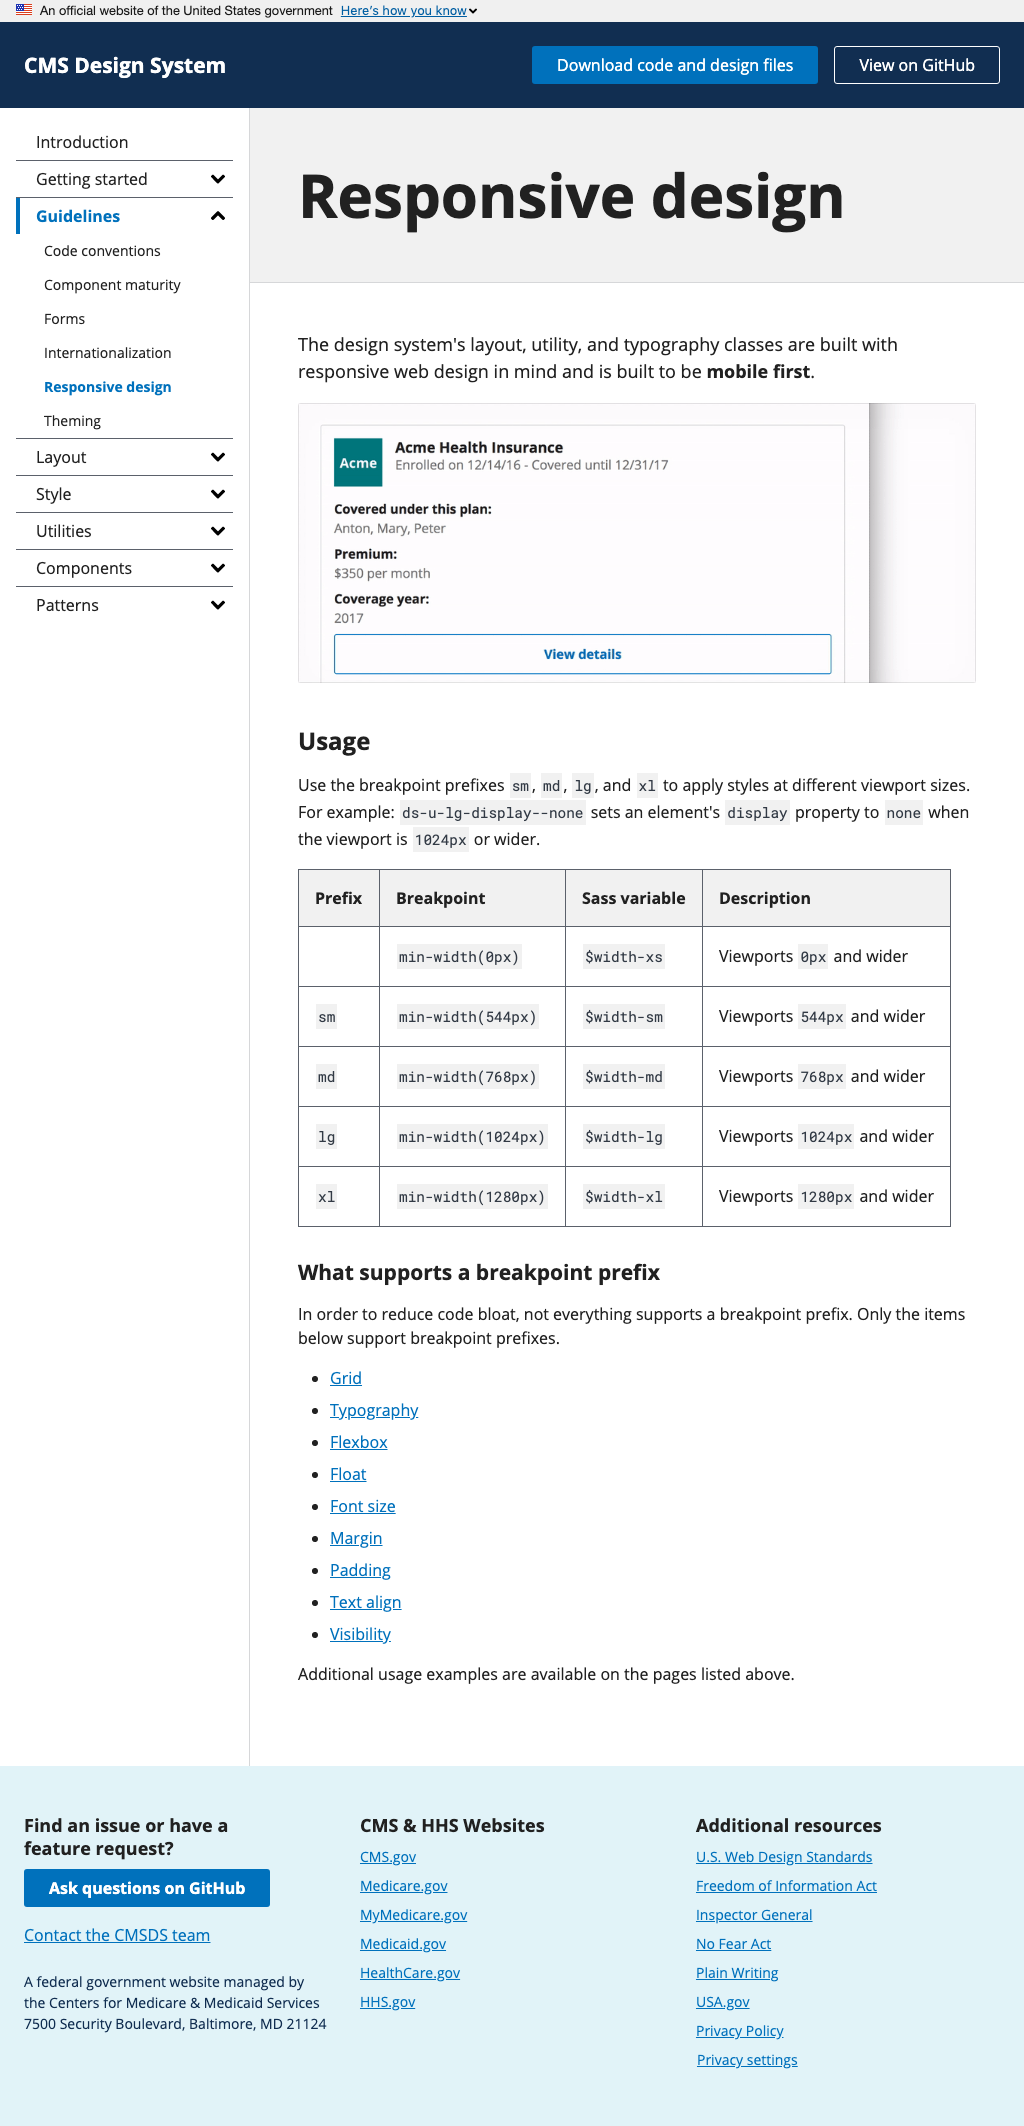 An official website of the United States government Here's how you know
CMS Design System
Download code and design files
View on GitHub
Introduction
Getting started
Guidelines
Code conventions
Component maturity
Forms
Internationalization
Responsive design
Theming
Layout
Style
Utilities
Components
Patterns
Responsive design
The design system's layout, utility, and typography classes are built with
responsive web design in mind and is built to be mobile first.
Acme
Acme Health Insurance
Enrolled on 12/14/16 - Covered until 12/31/17
Covered under this plan:
Anton, Mary, Peter
Premium:
$350 per month
Coverage year:
2017
View details
Usage
Use the breakpoint prefixes sm, md, lg, and xl to apply styles at different viewport sizes.
For example: ds-u-lg-display--none sets an element's display property to none when
the viewport is 1024px or wider.
Prefix Breakpoint Sass variable Description
min-width(0px) $width-xs Viewports 0px and wider
sm min-width(544px) $width-sm Viewports 544px and wider
md min-width(768px) $width-md Viewports 768px and wider
lg min-width(1024px) $width-lg Viewports 1024px and wider
xl min-width(1280px) $width-xl Viewports 1280px and wider
What supports a breakpoint prefix
In order to reduce code bloat, not everything supports a breakpoint prefix. Only the items
below support breakpoint prefixes.
Grid
Typography
Flexbox
Float
Font size
Margin
Padding
Text align
Visibility
Additional usage examples are available on the pages listed above.
Find an issue or have a
feature request?
Ask questions on GitHub
Contact the CMSDS team
A federal government website managed by
the Centers for Medicare & Medicaid Services
7500 Security Boulevard, Baltimore, MD 21124
CMS & HHS Websites
CMS.gov
Medicare.gov
MyMedicare.gov
Medicaid.gov
HealthCare.gov
HHS.gov
Additional resources
U.S. Web Design Standards
Freedom of Information Act
Inspector General
No Fear Act
Plain Writing
USA.gov
Privacy Policy
Privacy settings